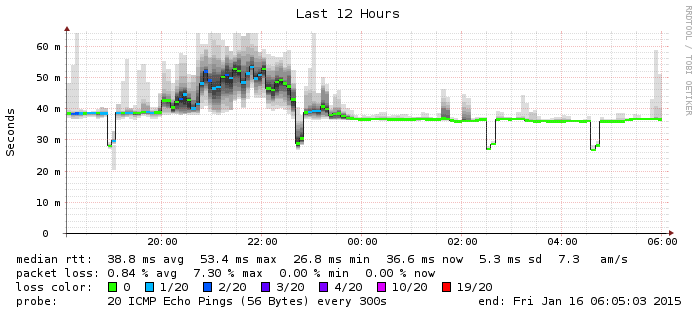 Last 12 Hours
RRDTOOL / TOBI OETIKER
Seconds
60 m
50 m
40 m
30 m
20 m
10 m
0
20:00 22:00 00:00 02:00 04:00 06:00
median rtt: 38.8 ms avg 53.4 ms max 26.8 ms min 36.6 ms now 5.3 ms sd 7.3 am/s
packet loss: 0.84 % avg 7.30 % max 0.00 % min 0.00 % now
loss color: 0 1/20 2/20 3/20 4/20 10/20 19/20
probe: 20 ICMP Echo Pings (56 Bytes) every 300s end: Fri Jan 16 06:05:03 2015